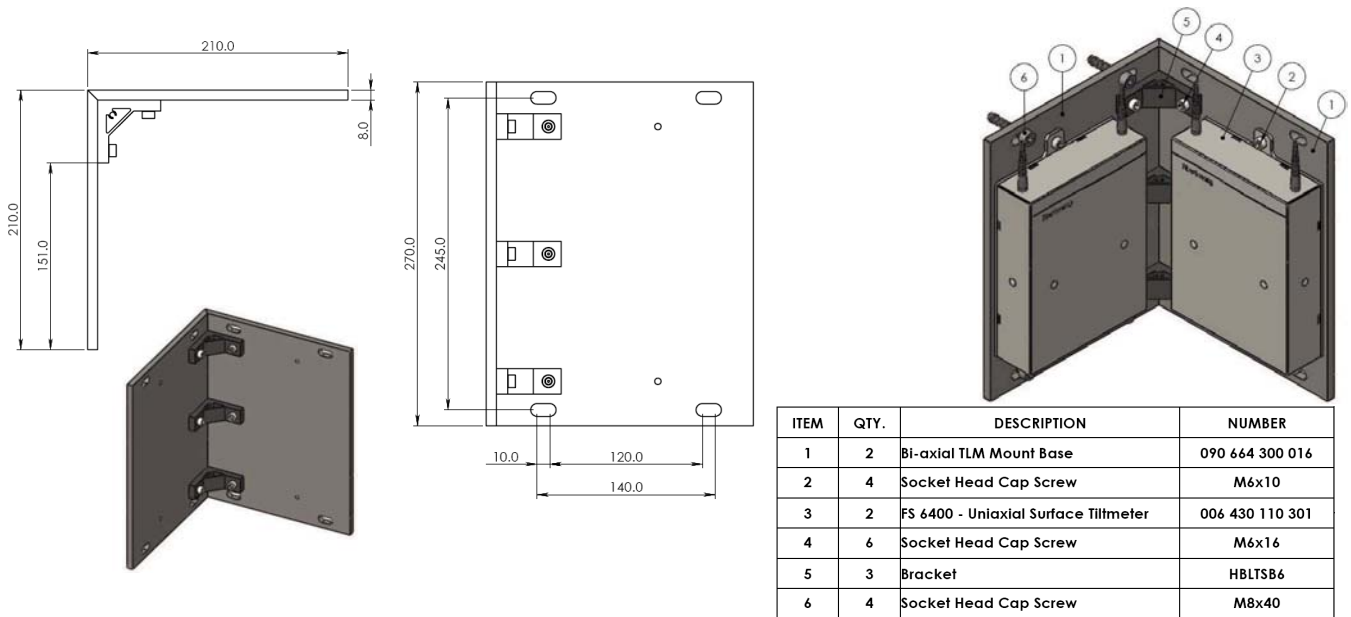 210.0
8.0
210.0
151.0
270.0
245.0
10.0
120.0
140.0
5
4
3
2
1
6
1
ITEM QTY. DESCRIPTION NUMBER
1 2 Bi-axial TLM Mount Base 090 664 300 016
2 4 Socket Head Cap Screw M6x10
3 2 FS 6400 - Uniaxial Surface Tiltmeter 006 430 110 301
4 6 Socket Head Cap Screw M6x16
5 3 Bracket HBLTSB6
6 4 Socket Head Cap Screw M8x40